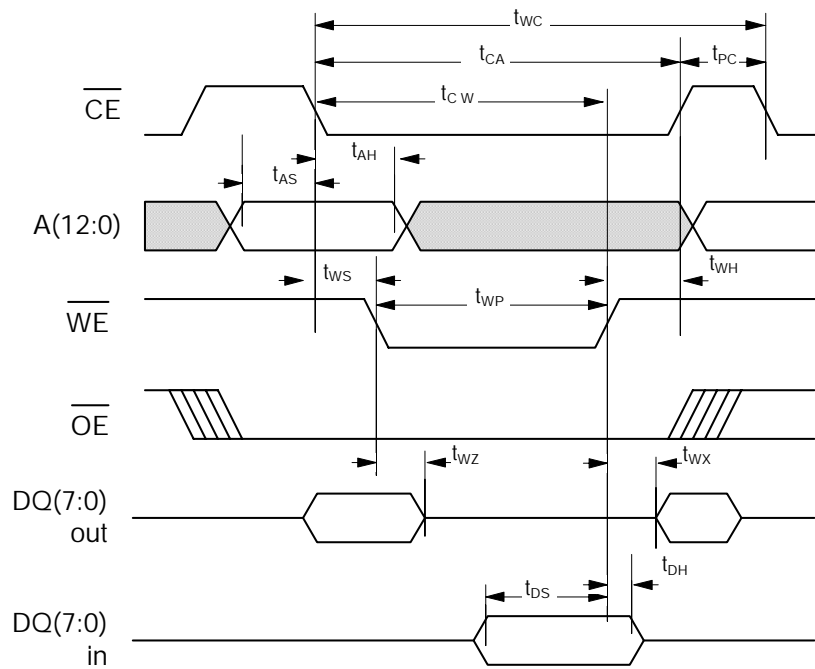 tWC
tCA
tPC
CE
tC W
tAH
tAS
A(12:0)
tWS
tWH
tWP
WE
OE
tWZ
tWX
DQ(7:0)
out
tDH
tDS
DQ(7:0)
in